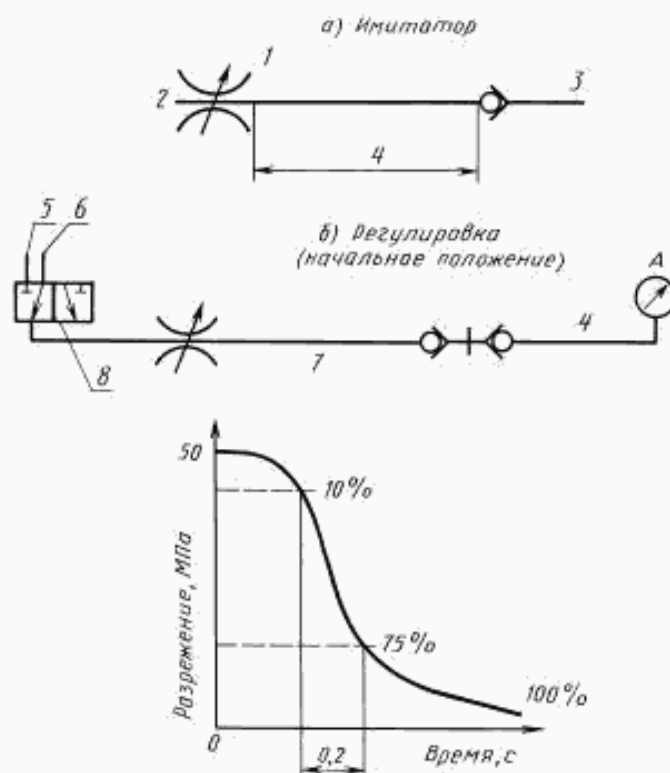 а) Имитатор
1
2
3
4
5
6
б) Регулировка
(начальное положение)
А
4
7
8
50
10%
Разрежение, МПа
75%
100%
0
0,2
Время, с